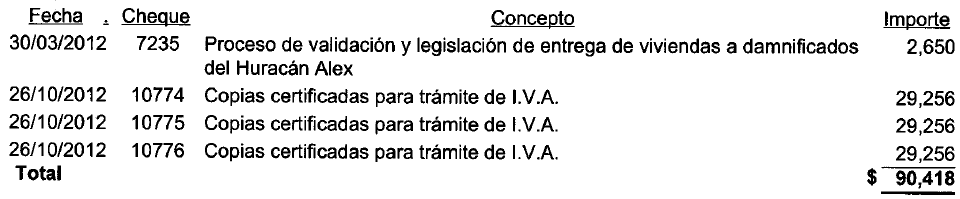 Fecha . Cheque Concepto Importe
30/03/2012 7235 Proceso de validación y legislación de entrega de viviendas a damnificados 2,650
del Huracán Alex
26/10/2012 10774 Copias certificadas para trámite de I.V.A. 29,256
26/10/2012 10775 Copias certificadas para trámite de I.V.A. 29,256
26/10/2012 10776 Copias certificadas para trámite de I.V.A. 29,256
Total $ 90,418